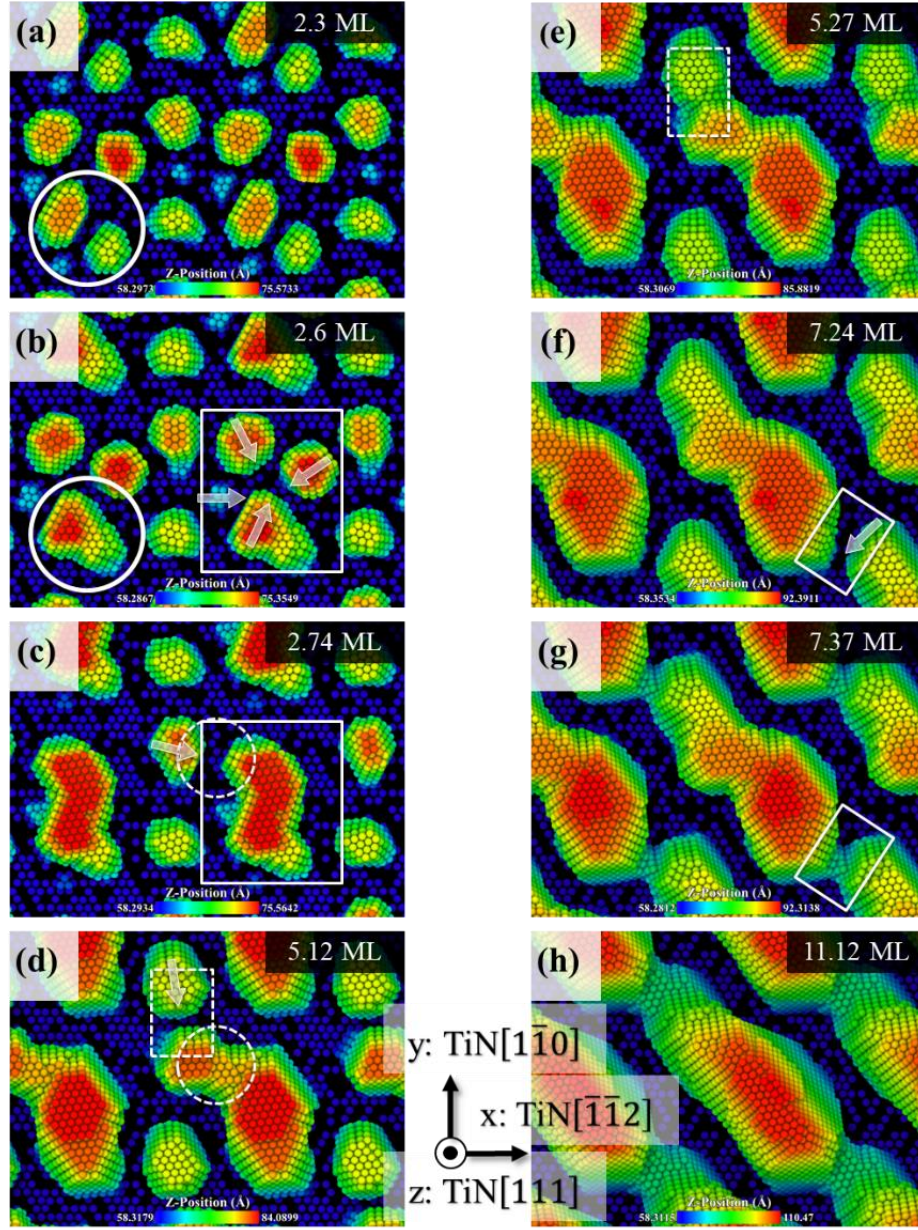 (a) 2.3 ML
Z-Position (Å)
58.2973 75.5733
(b) 2.6 ML
Z-Position (Å)
58.2867 75.3549
(c) 2.74 ML
Z-Position (Å)
58.2934 75.5642
(d) 5.12 ML
Z-Position (Å)
58.3179 84.0899
(e) 5.27 ML
Z-Position (Å)
58.3069 85.8819
(f) 7.24 ML
Z-Position (Å)
58.3534 92.3911
(g) 7.37 ML
Z-Position (Å)
58.2812 92.3138
(h) 11.12 ML
Z-Position (Å)
58.3115 110.47
y: TiN[11̄0]
x: TiN[1̄1̄2]
z: TiN[111]